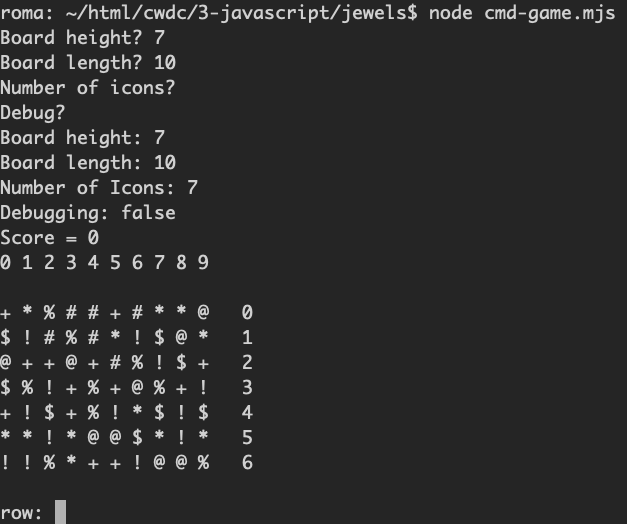 roma: ~/html/cwdc/3-javascript/jewels$ node cmd-game.mjs
Board height? 7
Board length? 10
Number of icons?
Debug?
Board height: 7
Board length: 10
Number of Icons: 7
Debugging: false
Score = 0
0 1 2 3 4 5 6 7 8 9
+ * % # # + # * * @ 0
$ ! # % # * ! $ @ * 1
@ + + @ + # % ! $ + 2
$ % ! + % + @ % + ! 3
+ ! $ + % ! * $ ! $ 4
* * ! * @ @ $ * ! * 5
! ! % * + + ! @ @ % 6
row: